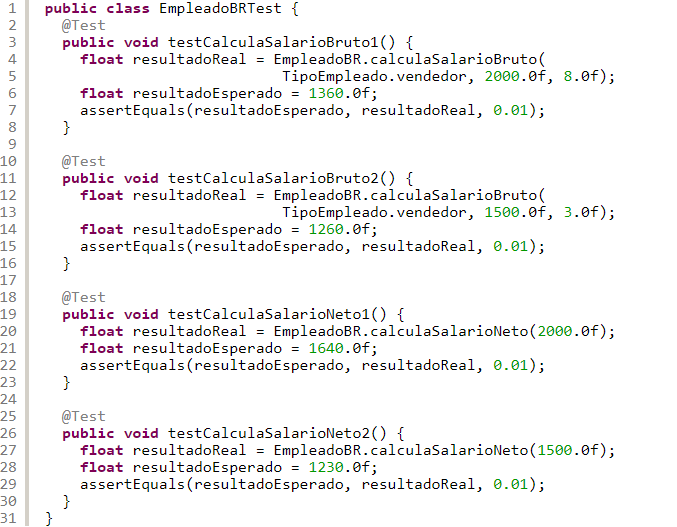 1 public class EmpleadoBRTest {
2 @Test
3 public void testCalculaSalarioBruto1() {
4 float resultadoReal = EmpleadoBR.calculaSalarioBruto(
5 TipoEmpleado.vendedor, 2000.0f, 8.0f);
6 float resultadoEsperado = 1360.0f;
7 assertEquals(resultadoEsperado, resultadoReal, 0.01);
8 }
9
10 @Test
11 public void testCalculaSalarioBruto2() {
12 float resultadoReal = EmpleadoBR.calculaSalarioBruto(
13 TipoEmpleado.vendedor, 1500.0f, 3.0f);
14 float resultadoEsperado = 1260.0f;
15 assertEquals(resultadoEsperado, resultadoReal, 0.01);
16 }
17
18 @Test
19 public void testCalculaSalarioNeto1() {
20 float resultadoReal = EmpleadoBR.calculaSalarioNeto(2000.0f);
21 float resultadoEsperado = 1640.0f;
22 assertEquals(resultadoEsperado, resultadoReal, 0.01);
23 }
24
25 @Test
26 public void testCalculaSalarioNeto2() {
27 float resultadoReal = EmpleadoBR.calculaSalarioNeto(1500.0f);
28 float resultadoEsperado = 1230.0f;
29 assertEquals(resultadoEsperado, resultadoReal, 0.01);
30 }
31 }